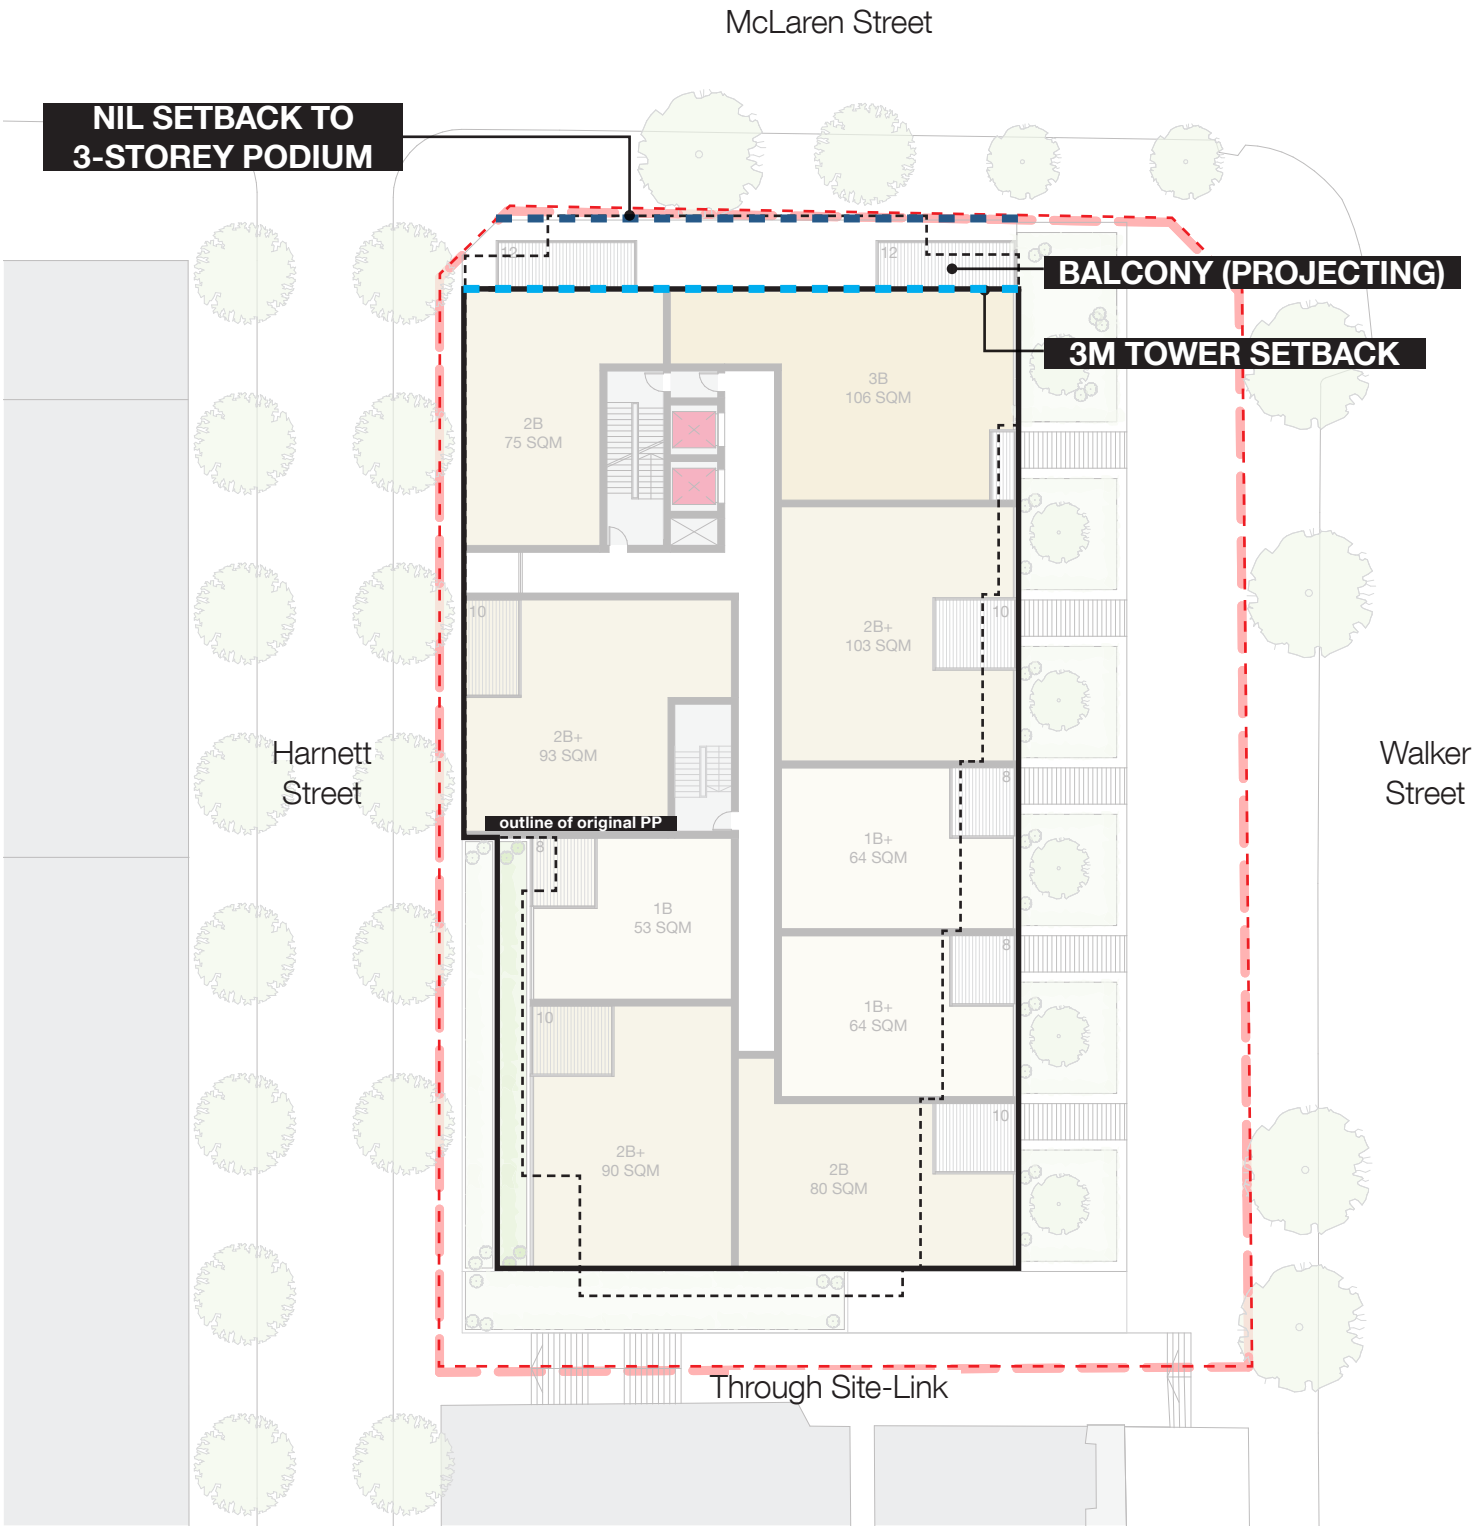 McLaren Street
NIL SETBACK TO
3-STOREY PODIUM
12
12
BALCONY (PROJECTING)
3M TOWER SETBACK
3B
106 SQM
2B
75 SQM
10
10
2B+
103 SQM
2B+
93 SQM
Harnett
Street
Walker
Street
8
outline of original PP
8
1B+
64 SQM
1B
53 SQM
8
1B+
64 SQM
10
10
2B+
90 SQM
2B
80 SQM
Through Site-Link